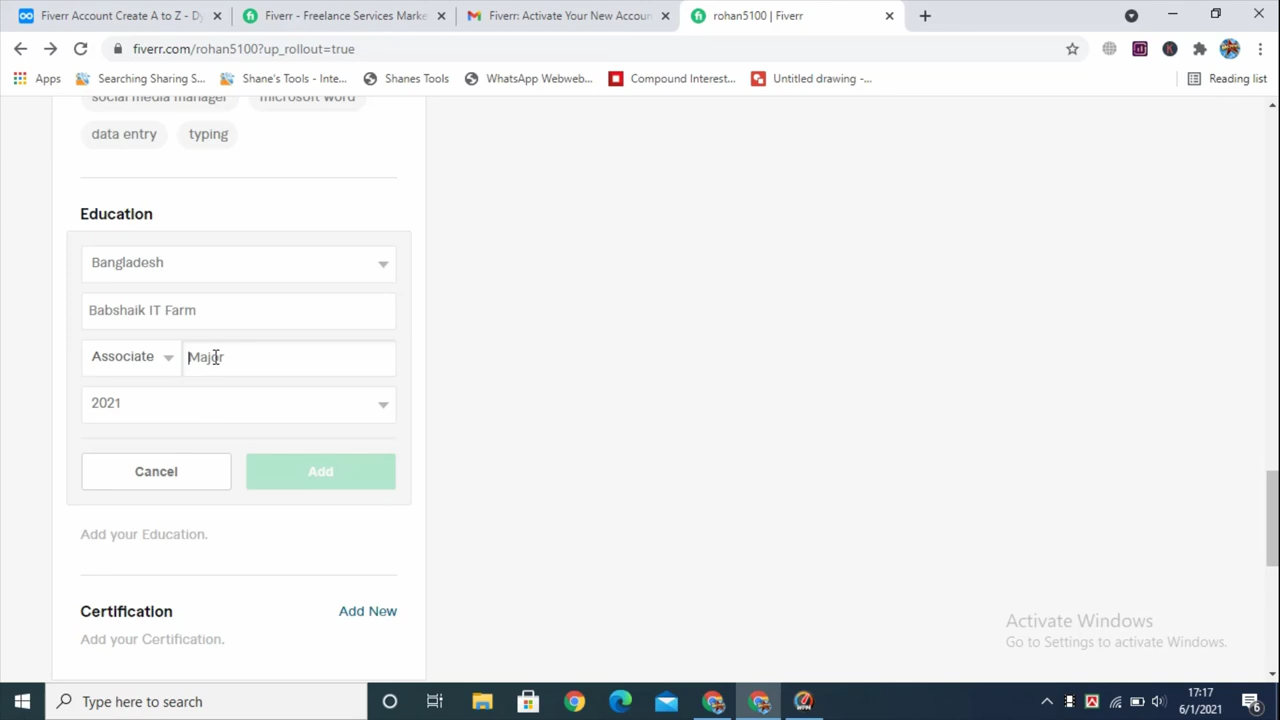 Fiverr Account Create A to Z - Dy
Fiverr - Freelance Services Marke
Fiverr: Activate Your New Accoun
rohan5100 | Fiverr
fiverr.com/rohan5100?up_rollout=true
Apps
Searching Sharing S...
Shane's Tools - Inte...
Shanes Tools
WhatsApp Webweb...
Compound Interest...
Untitled drawing -...
Reading list
social media manager
microsoft word
data entry
typing
Education
Bangladesh
Babshaik IT Farm
Associate
Major
2021
Cancel
Add
Add your Education.
Certification
Add New
Add your Certification.
Activate Windows
Go to Settings to activate Windows.
Type here to search
17:17
6/1/2021
6